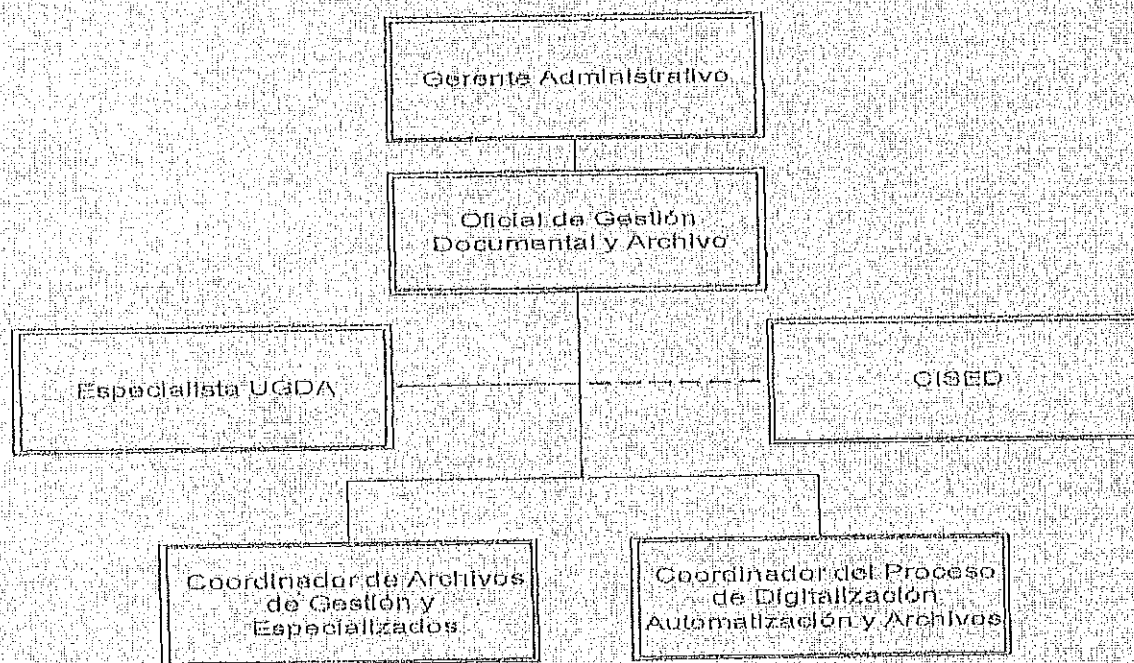 Gerente Administrativo
Oficial de Gestión
Documental y Archivo
Especialista UGDA
CISED
Coordinador de Archivos
de Gestión y
Especializados
Coordinador del Proceso
de Digitalización
Automatización y Archivos